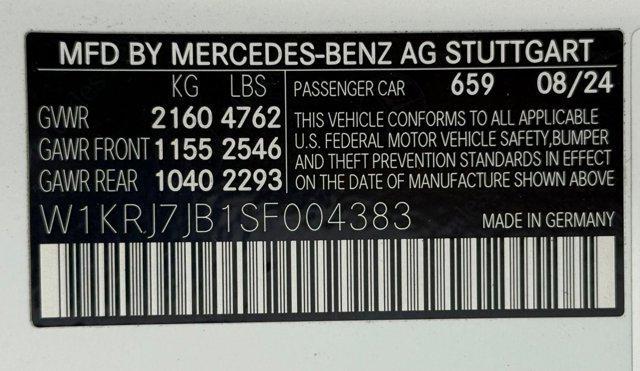 MFD BY MERCEDES-BENZ AG STUTTGART
KG LBS
GVWR 2160 4762
GAWR FRONT 1155 2546
GAWR REAR 1040 2293
PASSENGER CAR 659 08/24
THIS VEHICLE CONFORMS TO ALL APPLICABLE
U.S. FEDERAL MOTOR VEHICLE SAFETY,BUMPER
AND THEFT PREVENTION STANDARDS IN EFFECT
ON THE DATE OF MANUFACTURE SHOWN ABOVE
W1KRJ7JB1SF004383 MADE IN GERMANY